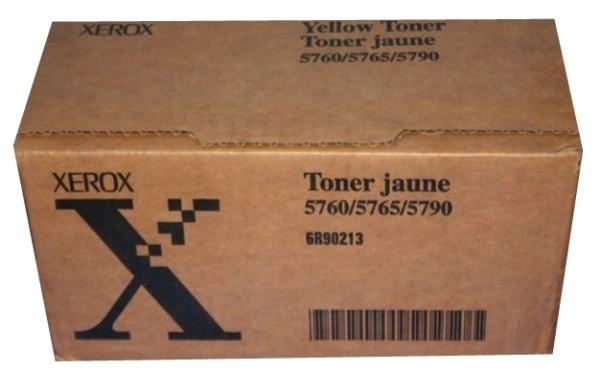 XEROX
Yellow Toner
Toner jaune
5760/5765/5790
XEROX
Toner jaune
5760/5765/5790
6R90213